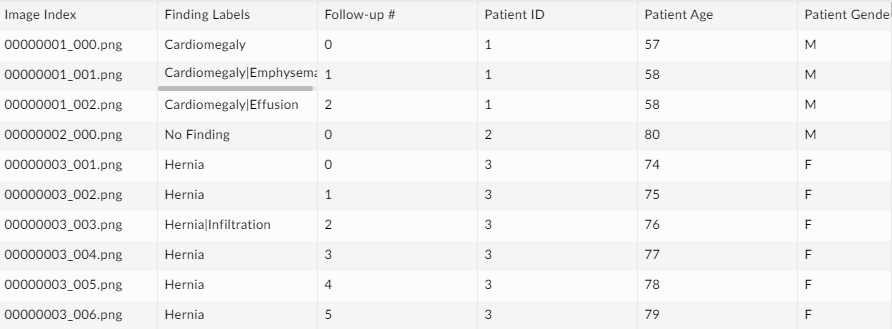 Image Index Finding Labels Follow-up # Patient ID Patient Age Patient Gende
00000001_000.png Cardiomegaly 0 1 57 M
00000001_001.png Cardiomegaly|Emphysema 1 1 58 M
00000001_002.png Cardiomegaly|Effusion 2 1 58 M
00000002_000.png No Finding 0 2 80 M
00000003_001.png Hernia 0 3 74 F
00000003_002.png Hernia 1 3 75 F
00000003_003.png Hernia|Infiltration 2 3 76 F
00000003_004.png Hernia 3 3 77 F
00000003_005.png Hernia 4 3 78 F
00000003_006.png Hernia 5 3 79 F